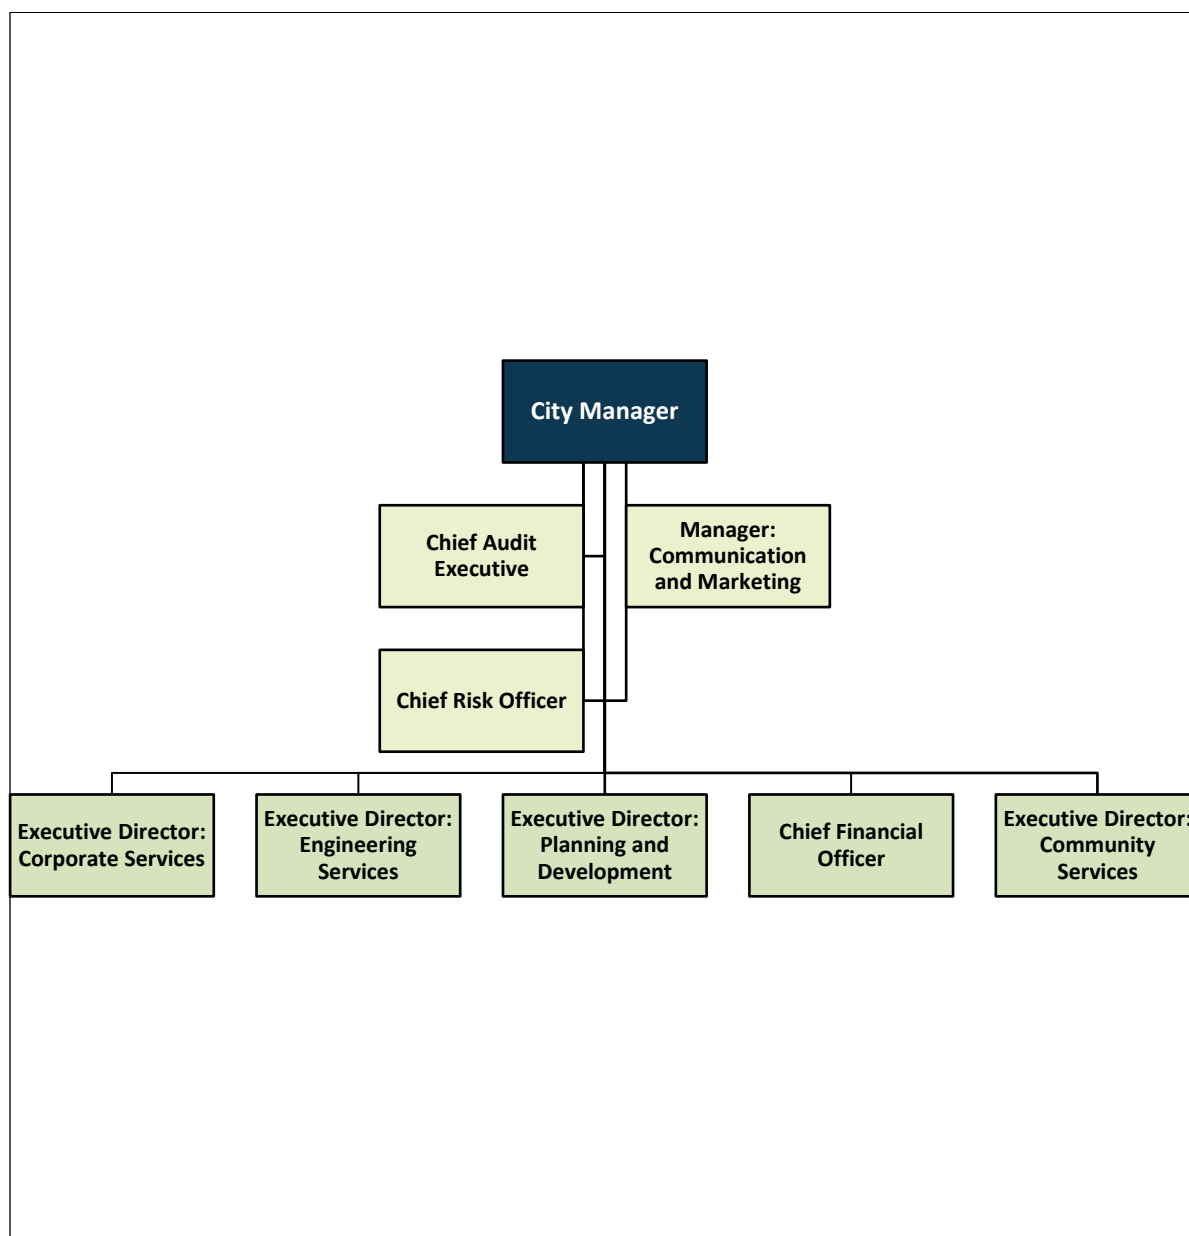 City Manager
Chief Audit
Executive
Manager:
Communication
and Marketing
Chief Risk Officer
Executive Director:
Corporate Services
Executive Director:
Engineering
Services
Executive Director:
Planning and
Development
Chief Financial
Officer
Executive Director:
Community
Services